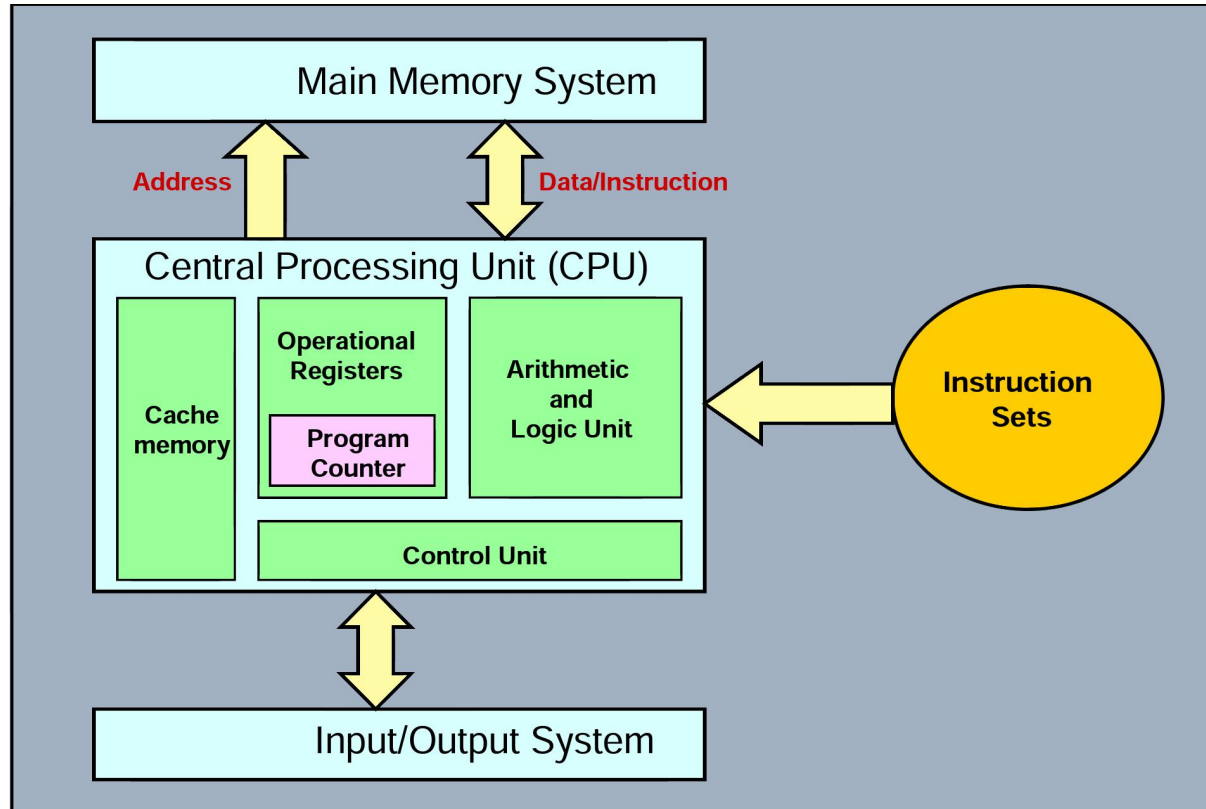 Main Memory System
Address
Data/Instruction
Central Processing Unit (CPU)
Cache
memory
Operational
Registers
Program
Counter
Arithmetic
and
Logic Unit
Control Unit
Instruction
Sets
Input/Output System